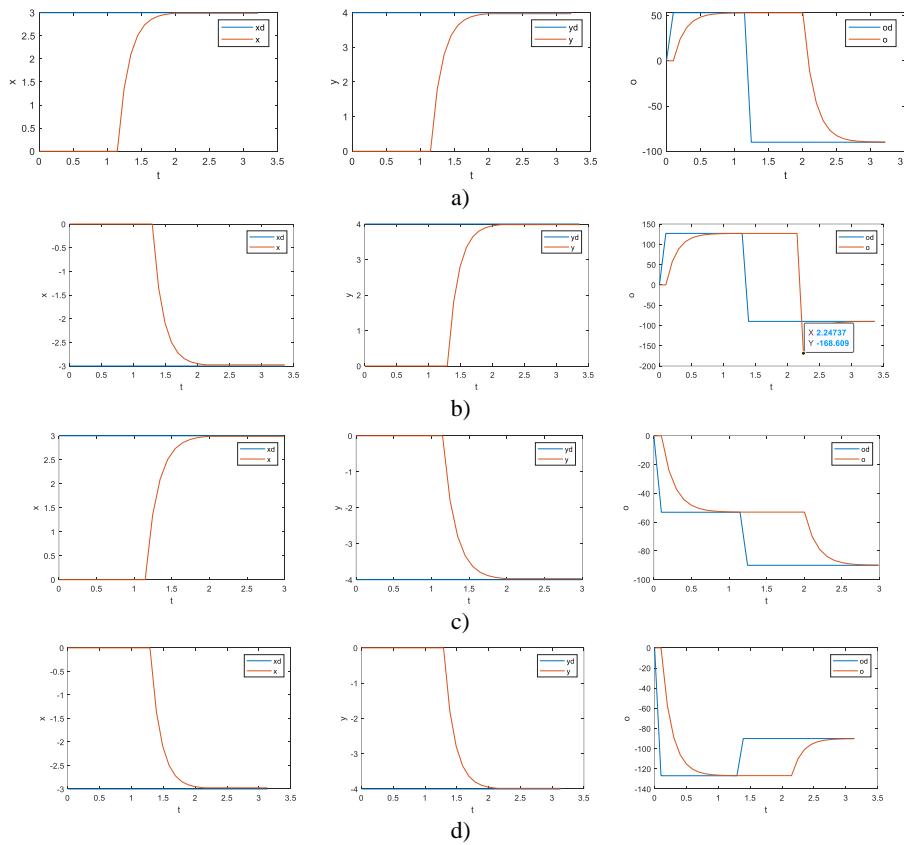 3
2.5
2
1.5
1
0.5
0
x
xd
x
0 0.5 1 1.5 2 2.5 3 3.5
t
4
3
2
1
0
y
yd
y
0 0.5 1 1.5 2 2.5 3 3.5
t
50
0
-50
-100
o
od
o
0 0.5 1 1.5 2 2.5 3 3.5
t
a)
0
-0.5
-1
-1.5
-2
-2.5
-3
x
xd
x
0 0.5 1 1.5 2 2.5 3 3.5
t
4
2
0
y
yd
y
0 0.5 1 1.5 2 2.5 3 3.5
t
150
100
50
0
-50
-100
-150
-200
o
od
o
X 2.24737
Y -168.609
0 0.5 1 1.5 2 2.5 3 3.5
t
b)
3
2.5
2
1.5
1
0.5
0
x
xd
x
0 0.5 1 1.5 2 2.5 3
t
0
-1
-2
-3
-4
y
yd
y
0 0.5 1 1.5 2 2.5 3
t
0
-20
-40
-60
-80
-100
o
od
o
0 0.5 1 1.5 2 2.5 3
t
c)
0
-0.5
-1
-1.5
-2
-2.5
-3
x
xd
x
0 0.5 1 1.5 2 2.5 3 3.5
t
0
-1
-2
-3
-4
y
yd
y
0 0.5 1 1.5 2 2.5 3 3.5
t
0
-20
-40
-60
-80
-100
-120
-140
o
od
o
0 0.5 1 1.5 2 2.5 3 3.5
t
d)